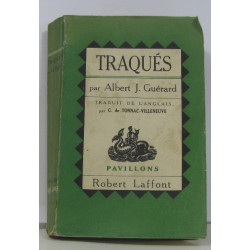 TRAQUÉS
par Albert J. Guérard
TRADUIT DE L'ANGLAIS
par C. de TONNAC-VILLENEUVE
PAVILLONS
Robert Laffont